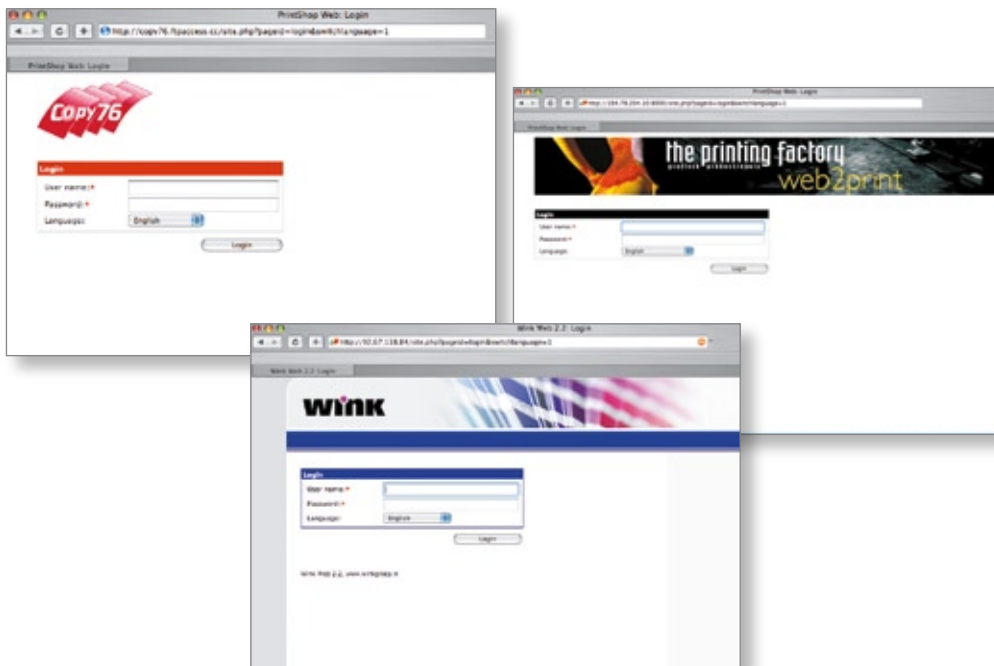 PrintShop Web: Login
PrintShop Web: Login
Copy76
Login
User name:*
Password:*
Language:
English
Login
PrintShop Web: Login
PrintShop Web: Login
the printing factory
web2print
Login
User name:*
Password:*
Language:
English
Login
Wink Web 2.2: Login
Wink Web 2.2: Login
wink
Login
User name:*
Password:*
Language:
English
Login